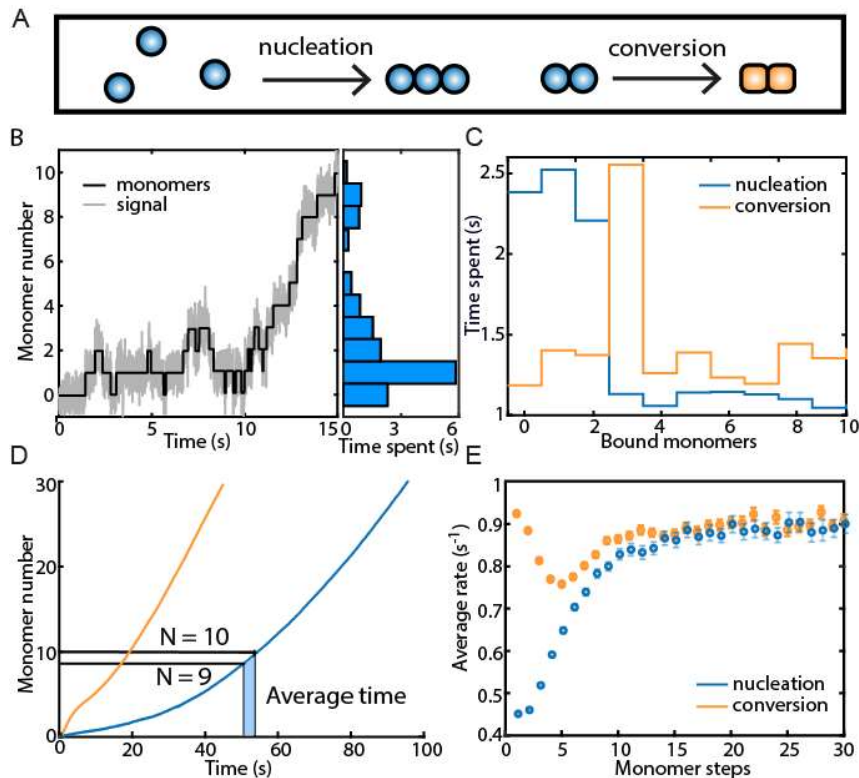 A
nucleation
conversion
B
monomers
signal
Monomer number
10
8
6
4
2
0
0 5 10 15
Time (s)
3 6
Time spent (s)
C
nucleation
conversion
Time spent (s)
2.5
2
1.5
1
0 2 4 6 8 10
Bound monomers
D
Monomer number
30
20
10
0
N = 10
N = 9
Average time
0 20 40 60 80 100
Time (s)
E
Average rate (s⁻¹)
1
0.9
0.8
0.7
0.6
0.5
0.4
nucleation
conversion
0 5 10 15 20 25 30
Monomer steps